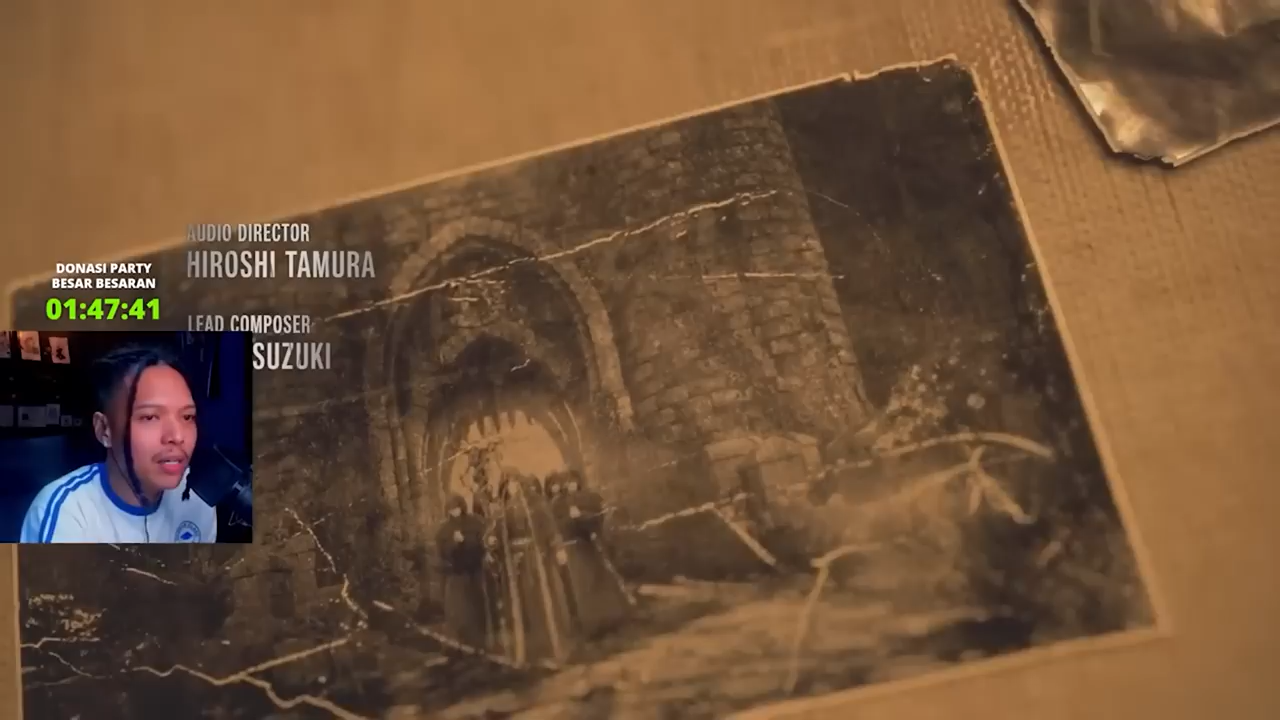 AUDIO DIRECTOR
HIROSHI TAMURA
DONASI PARTY
BESAR BESARAN
01:47:41
LEAD COMPOSER
SUZUKI